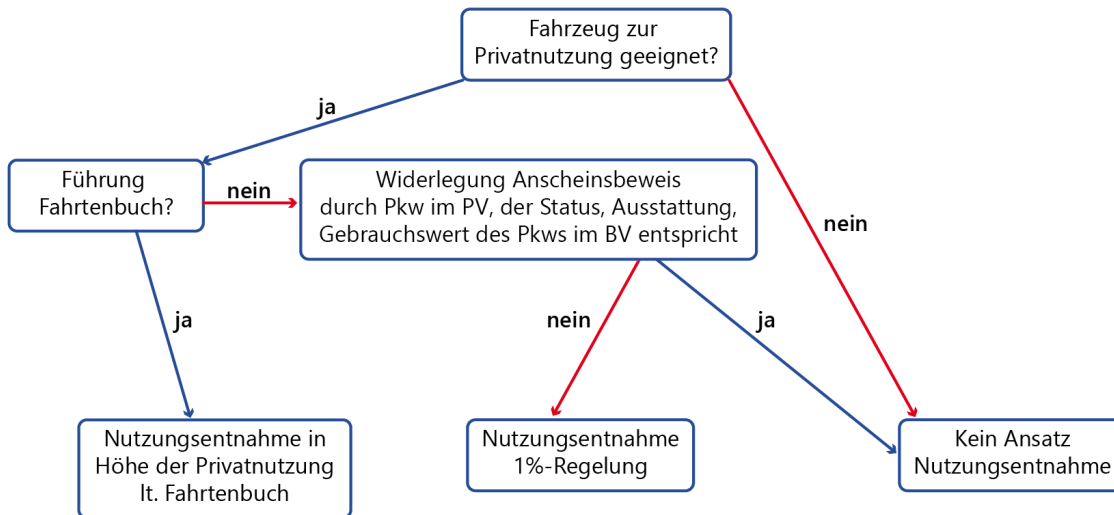 Fahrzeug zur
Privatnutzung geeignet?
ja
nein
Führung
Fahrtenbuch?
nein
Widerlegung Anscheinsbeweis
durch Pkw im PV, der Status, Ausstattung,
Gebrauchswert des Pkws im BV entspricht
ja
nein
ja
Nutzungsentnahme in
Höhe der Privatnutzung
lt. Fahrtenbuch
Nutzungsentnahme
1%-Regelung
Kein Ansatz
Nutzungsentnahme